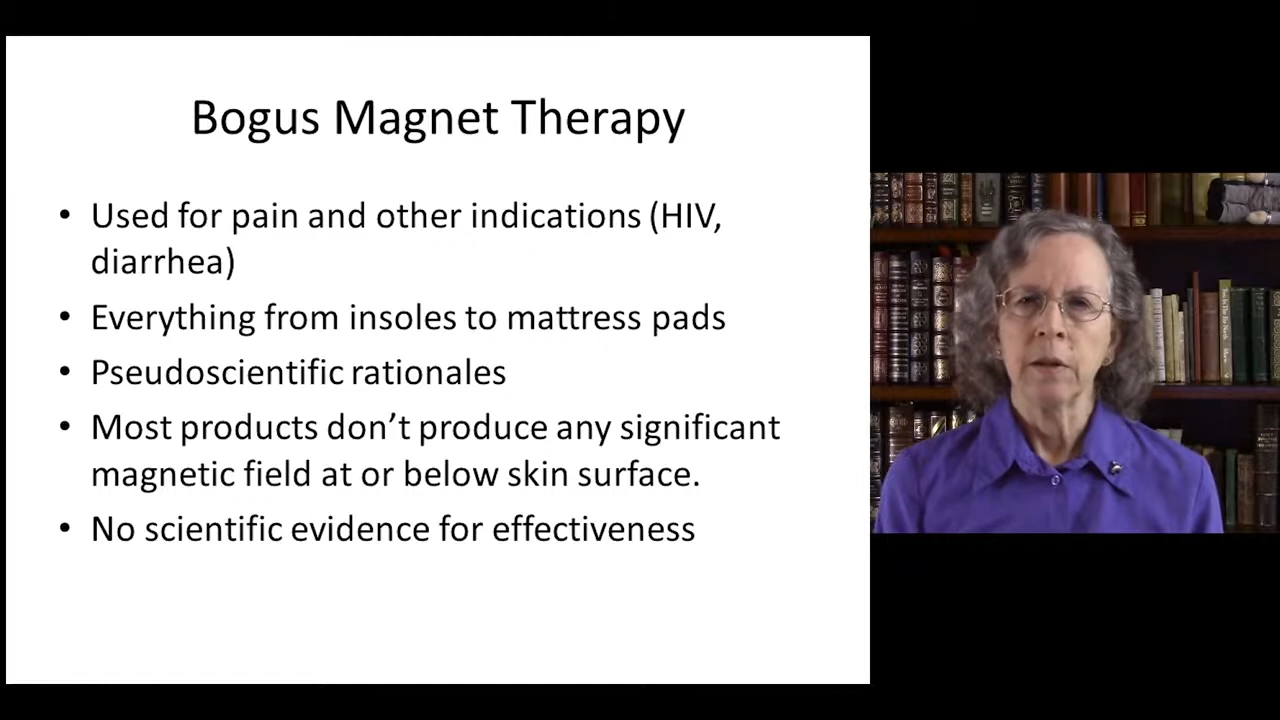 Bogus Magnet Therapy
• Used for pain and other indications (HIV,
diarrhea)
• Everything from insoles to mattress pads
• Pseudoscientific rationales
• Most products don’t produce any significant
magnetic field at or below skin surface.
• No scientific evidence for effectiveness